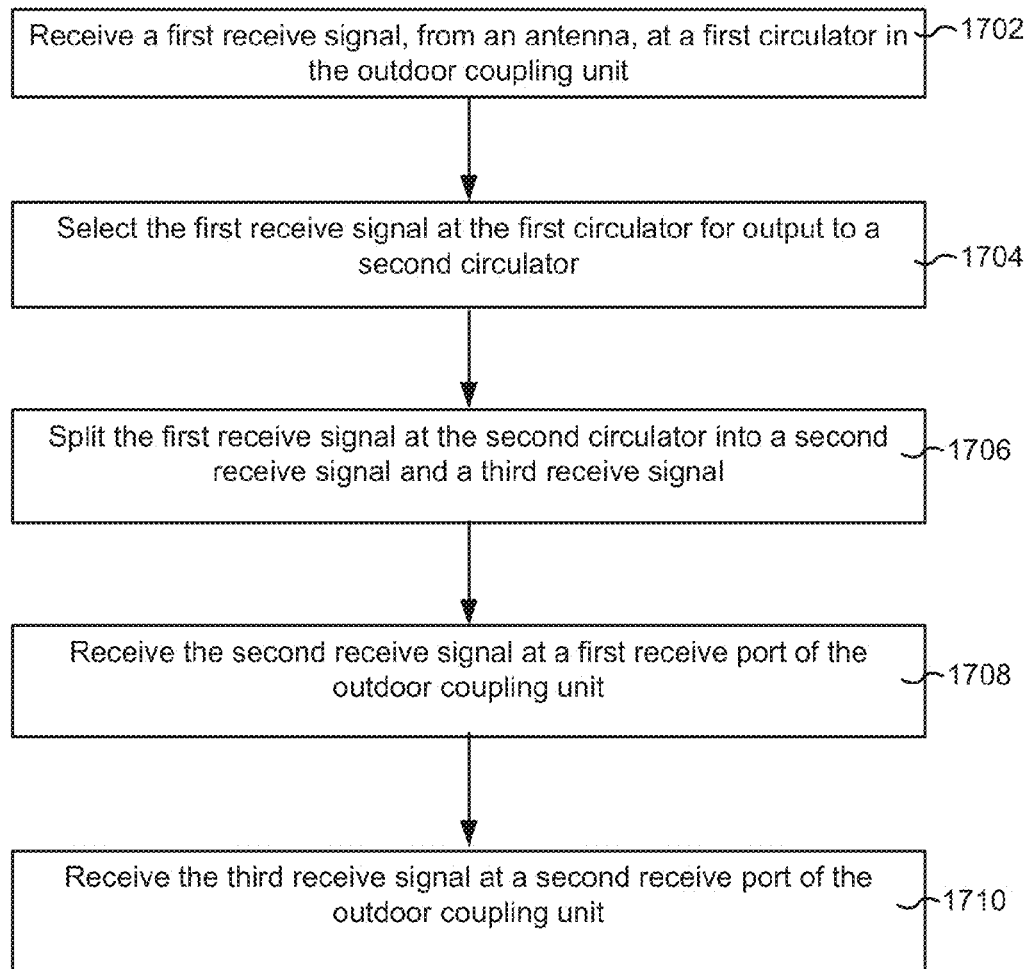 Receive a first receive signal, from an antenna, at a first circulator in
the outdoor coupling unit
1702
Select the first receive signal at the first circulator for output to a
second circulator
1704
Split the first receive signal at the second circulator into a second
receive signal and a third receive signal
1706
Receive the second receive signal at a first receive port of the
outdoor coupling unit
1708
Receive the third receive signal at a second receive port of the
outdoor coupling unit
1710